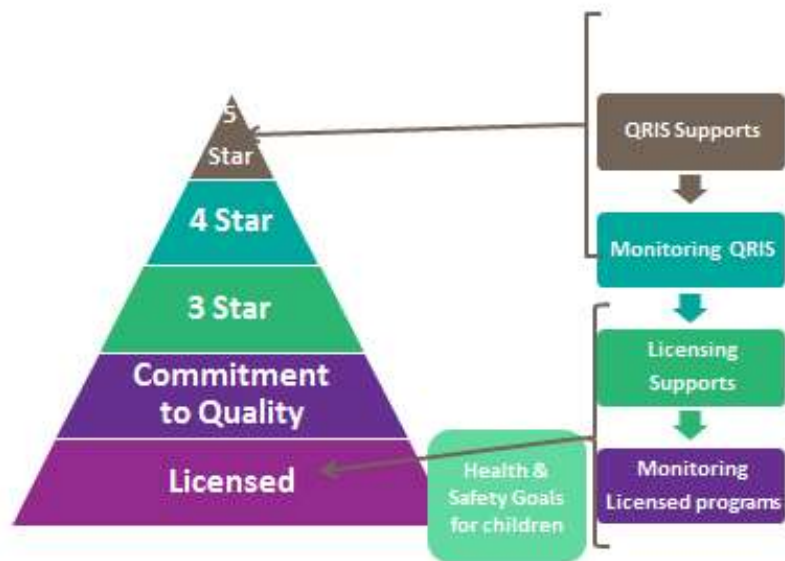 5
Star
4 Star
3 Star
Commitment
to Quality
Licensed
Health &
Safety Goals
for children
QRIS Supports
Monitoring QRIS
Licensing
Supports
Monitoring
Licensed programs